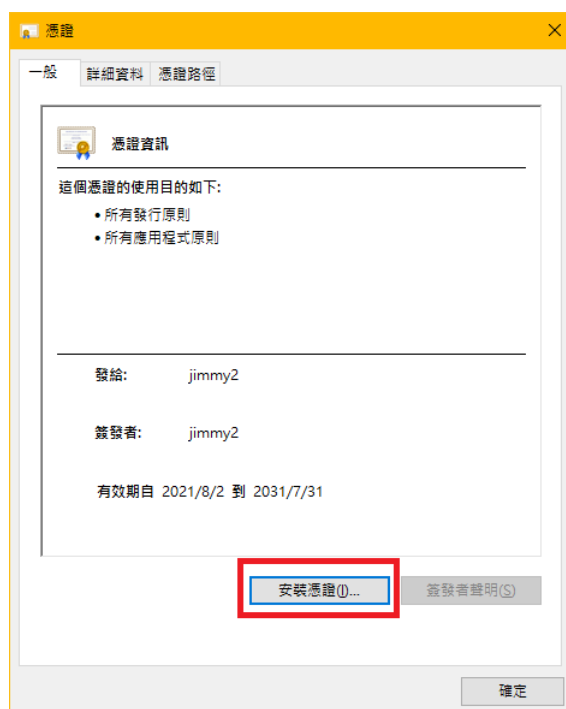 憑證
一般 詳細資料 憑證路徑
憑證資訊
這個憑證的使用目的如下:
• 所有發行原則
• 所有應用程式原則
發給: jimmy2
簽發者: jimmy2
有效期自 2021/8/2 到 2031/7/31
安裝憑證(I)... 簽發者聲明(S)
確定